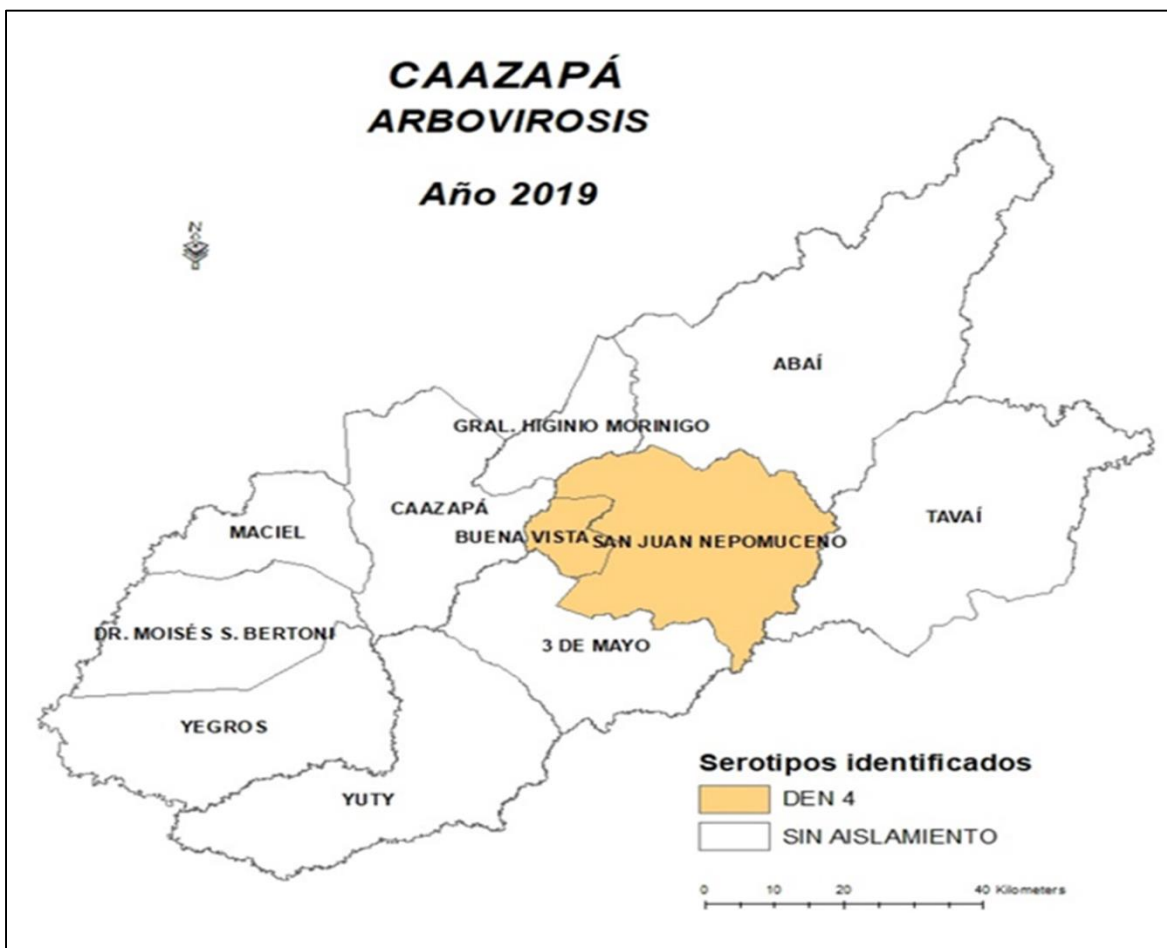 CAAZAPÁ
ARBOVIROSIS
Año 2019
N
ABAÍ
GRAL. HIGINIO MORINIGO
CAAZAPÁ
TAVAÍ
MACIEL
BUENA VISTA
SAN JUAN NEPOMUCENO
DR. MOISÉS S. BERTONI
3 DE MAYO
YEGROS
YUTY
Serotipos identificados
DEN 4
SIN AISLAMIENTO
0 10 20 40 Kilometers